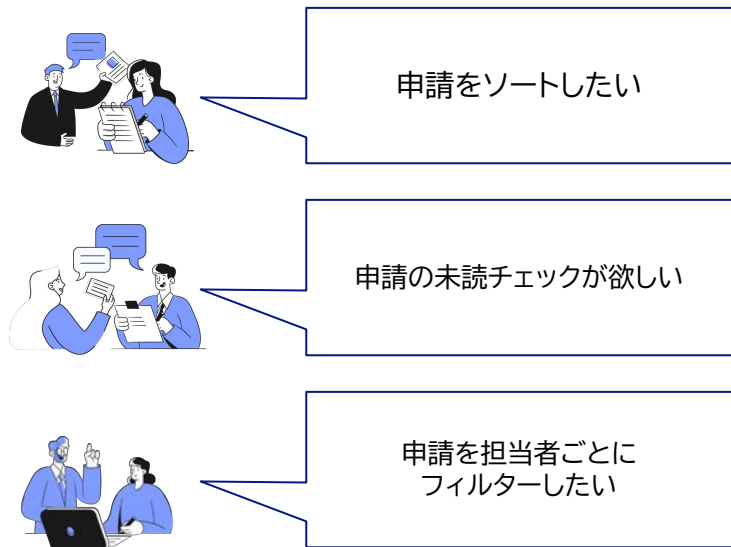 申請をソートしたい
申請の未読チェックが欲しい
申請を担当者ごとに
フィルターしたい